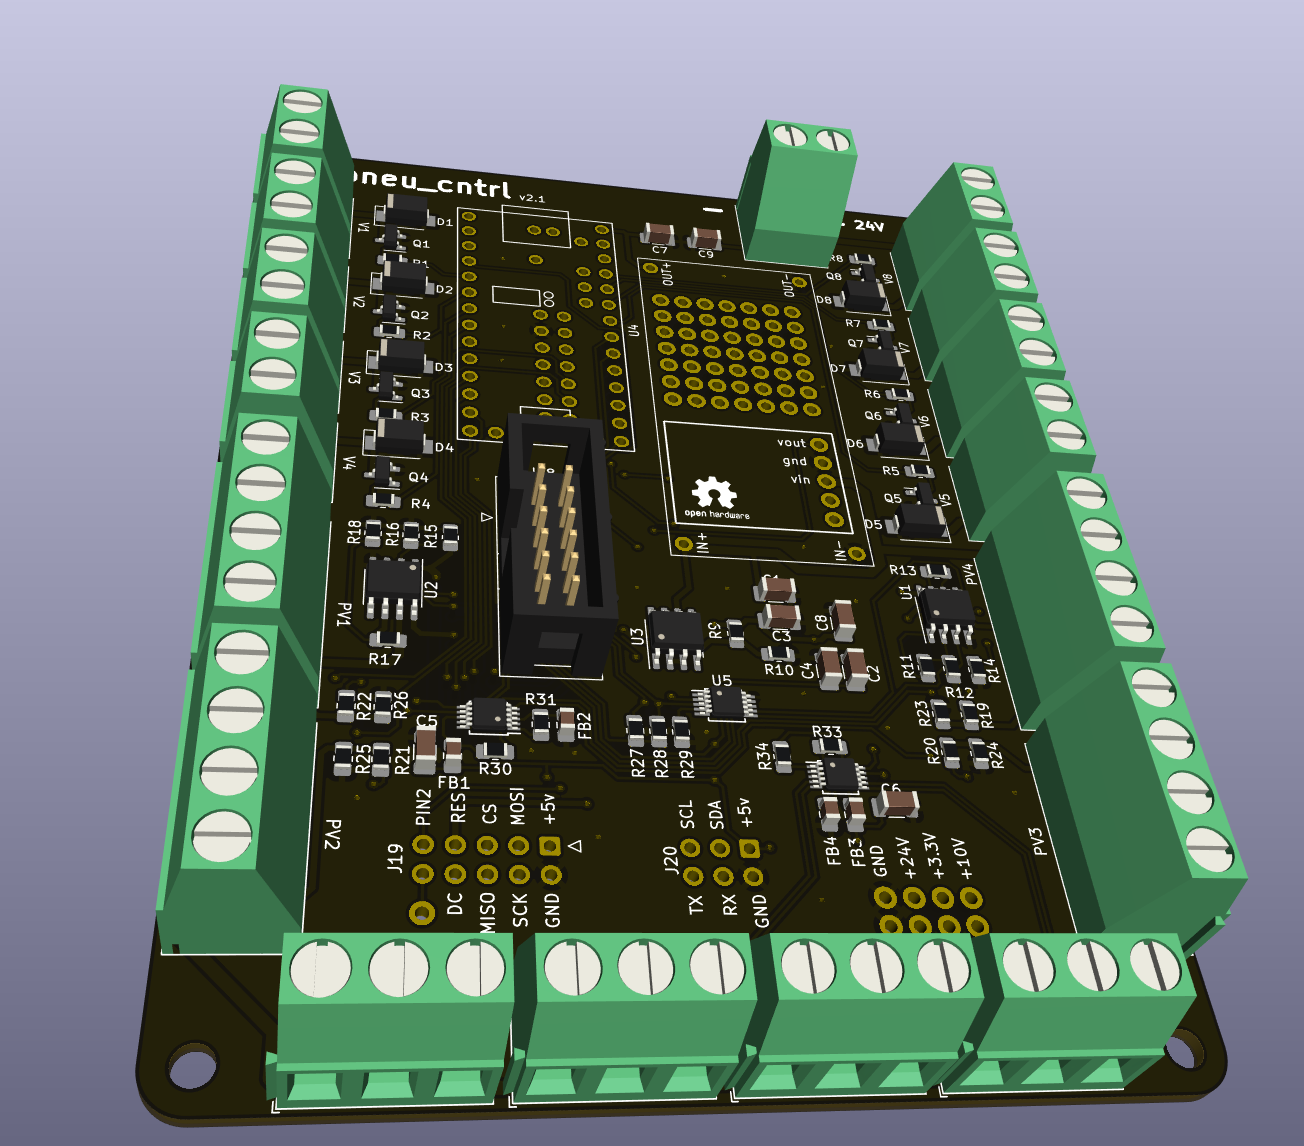 pneu_cntrl v2.1
24V
V1
D1
Q1
R1
V2
D2
Q2
R2
V3
D3
Q3
R3
V4
D4
Q4
R4
C7
C9
OUT+
OUT-
U4
R8
Q8
V8
D8
R7
Q7
V7
D7
R6
Q6
V6
D6
R5
Q5
V5
D5
vout
gnd
vin
open hardware
IN+
IN-
R18
R16
R15
U2
PV1
R17
R13
PV4
U1
C1
C3
C8
U3
R9
R10
C4
C2
R11
R12
R14
U5
R22
R26
C5
R31
FB2
R23
R19
R25
R21
FB1
R30
R27
R28
R29
R34
R33
R20
R24
C6
FB4
FB3
PV2
PV3
PIN2
RES
CS
MOSI
+5v
J19
DC
MISO
SCK
GND
SCL
SDA
+5v
J20
TX
RX
GND
GND
+24V
+3.3V
+10V